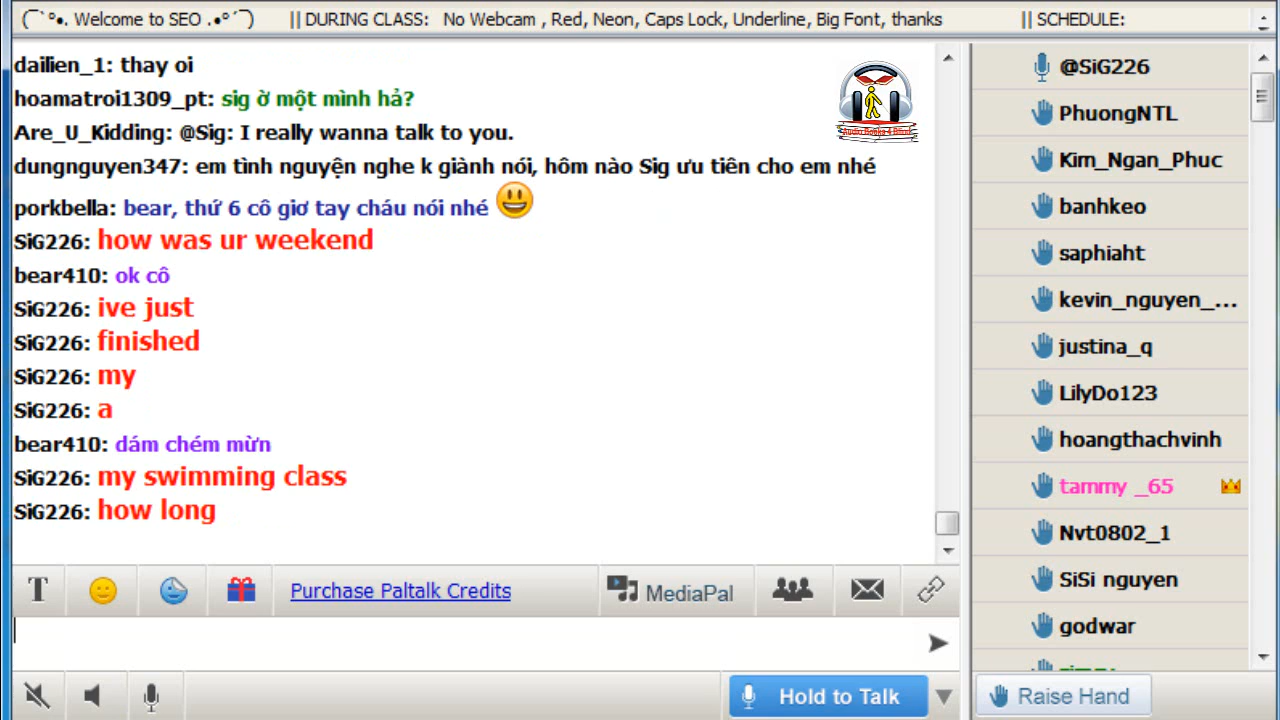 (¯`°•. Welcome to SEO .•°´¯) || DURING CLASS: No Webcam , Red, Neon, Caps Lock, Underline, Big Font, thanks || SCHEDULE:
dailien_1: thay oi
hoamatroi1309_pt: sig ở một mình hả?
Are_U_Kidding: @Sig: I really wanna talk to you.
dungnguyen347: em tình nguyện nghe k giành nói, hôm nào Sig ưu tiên cho em nhé
porkbella: bear, thứ 6 cô giơ tay cháu nói nhé
SiG226: how was ur weekend
bear410: ok cô
SiG226: ive just
SiG226: finished
SiG226: my
SiG226: a
bear410: dám chém mừn
SiG226: my swimming class
SiG226: how long
Audio Books 4 Blind
T
Purchase Paltalk Credits
MediaPal
Hold to Talk
@SiG226
PhuongNTL
Kim_Ngan_Phuc
banhkeo
saphiaht
kevin_nguyen_...
justina_q
LilyDo123
hoangthachvinh
tammy _65
Nvt0802_1
SiSi nguyen
godwar
Raise Hand